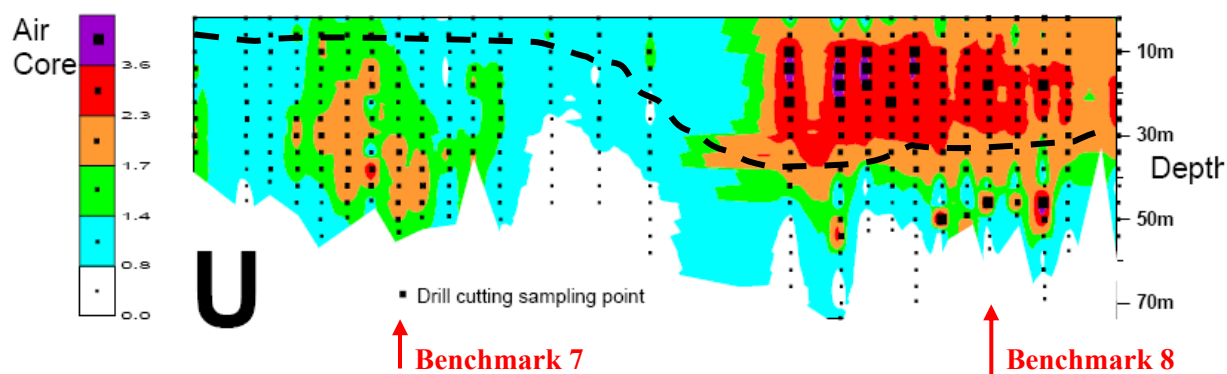 Air
Core
3.6
2.3
1.7
1.4
0.8
0.0
10m
30m
Depth
50m
70m
U
Drill cutting sampling point
Benchmark 7
Benchmark 8